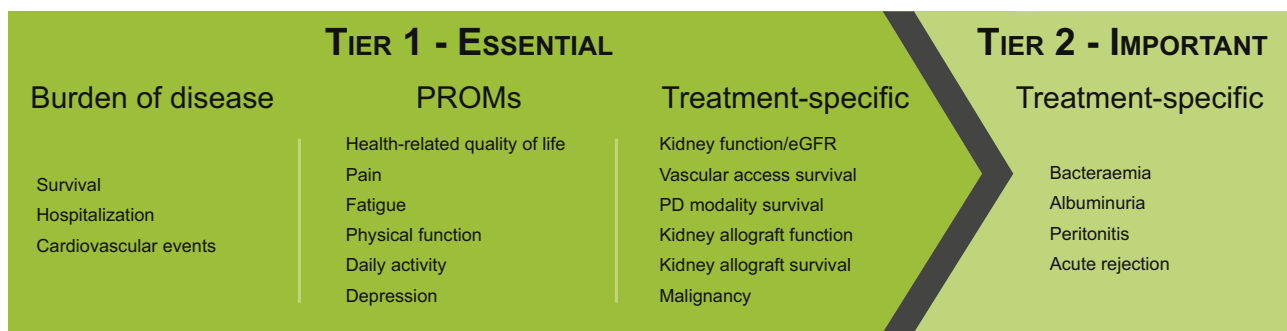 TIER 1 - ESSENTIAL
Burden of disease
Survival
Hospitalization
Cardiovascular events
PROMs
Health-related quality of life
Pain
Fatigue
Physical function
Daily activity
Depression
Treatment-specific
Kidney function/eGFR
Vascular access survival
PD modality survival
Kidney allograft function
Kidney allograft survival
Malignancy
TIER 2 - IMPORTANT
Treatment-specific
Bacteraemia
Albuminuria
Peritonitis
Acute rejection